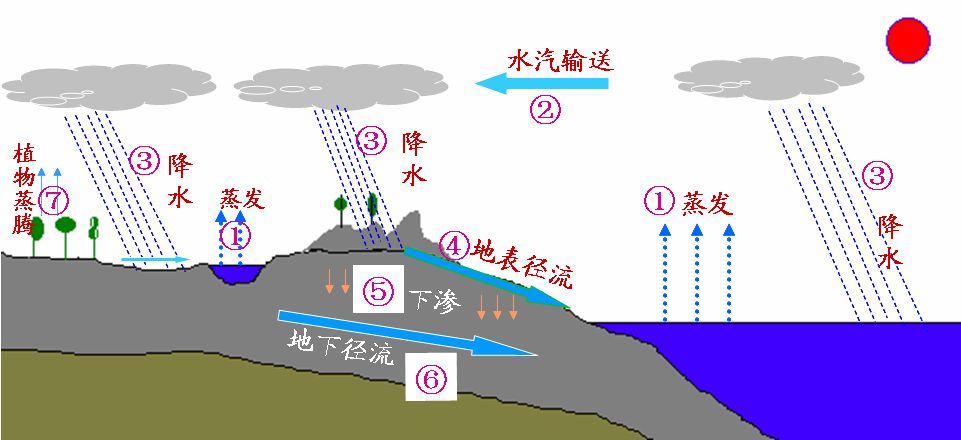 水汽输送
②
植物蒸腾
⑦
③
降水
蒸发
①
③
降水
①
蒸发
③
降水
④
地表径流
⑤
下渗
地下径流
⑥